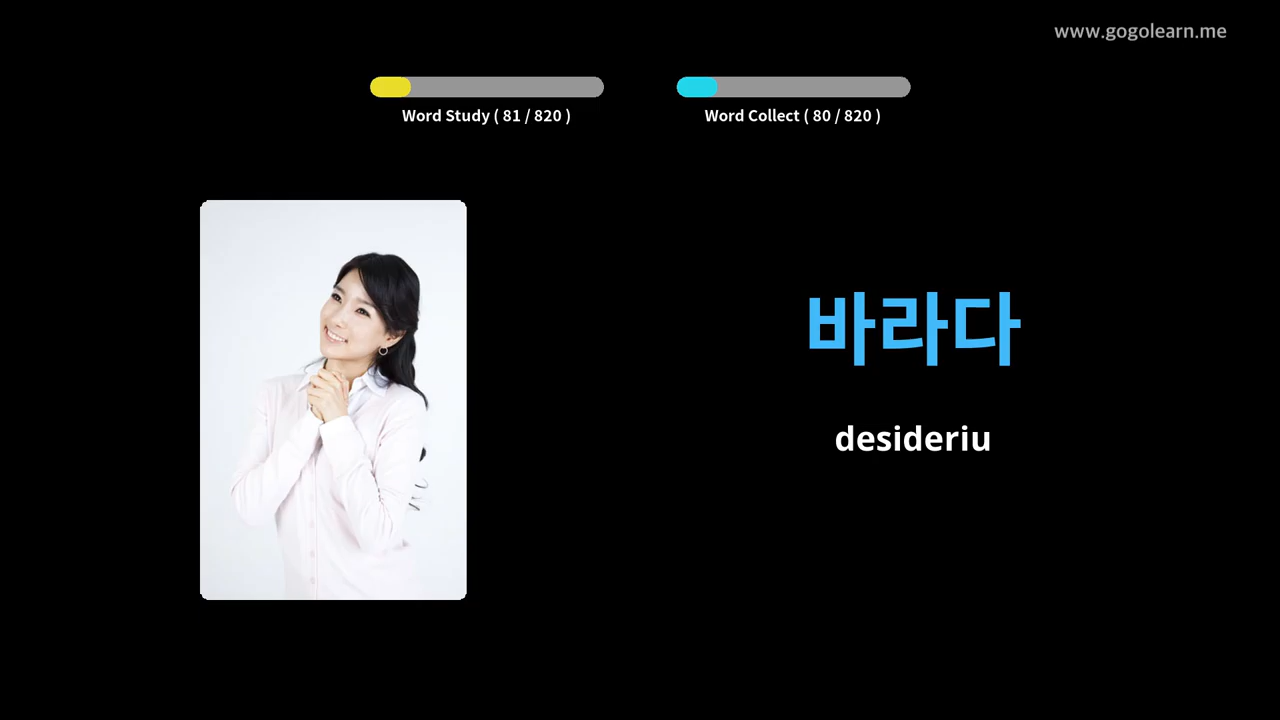 www.gogolearn.me
Word Study ( 81 / 820 )
Word Collect ( 80 / 820 )
바라다
desideriu